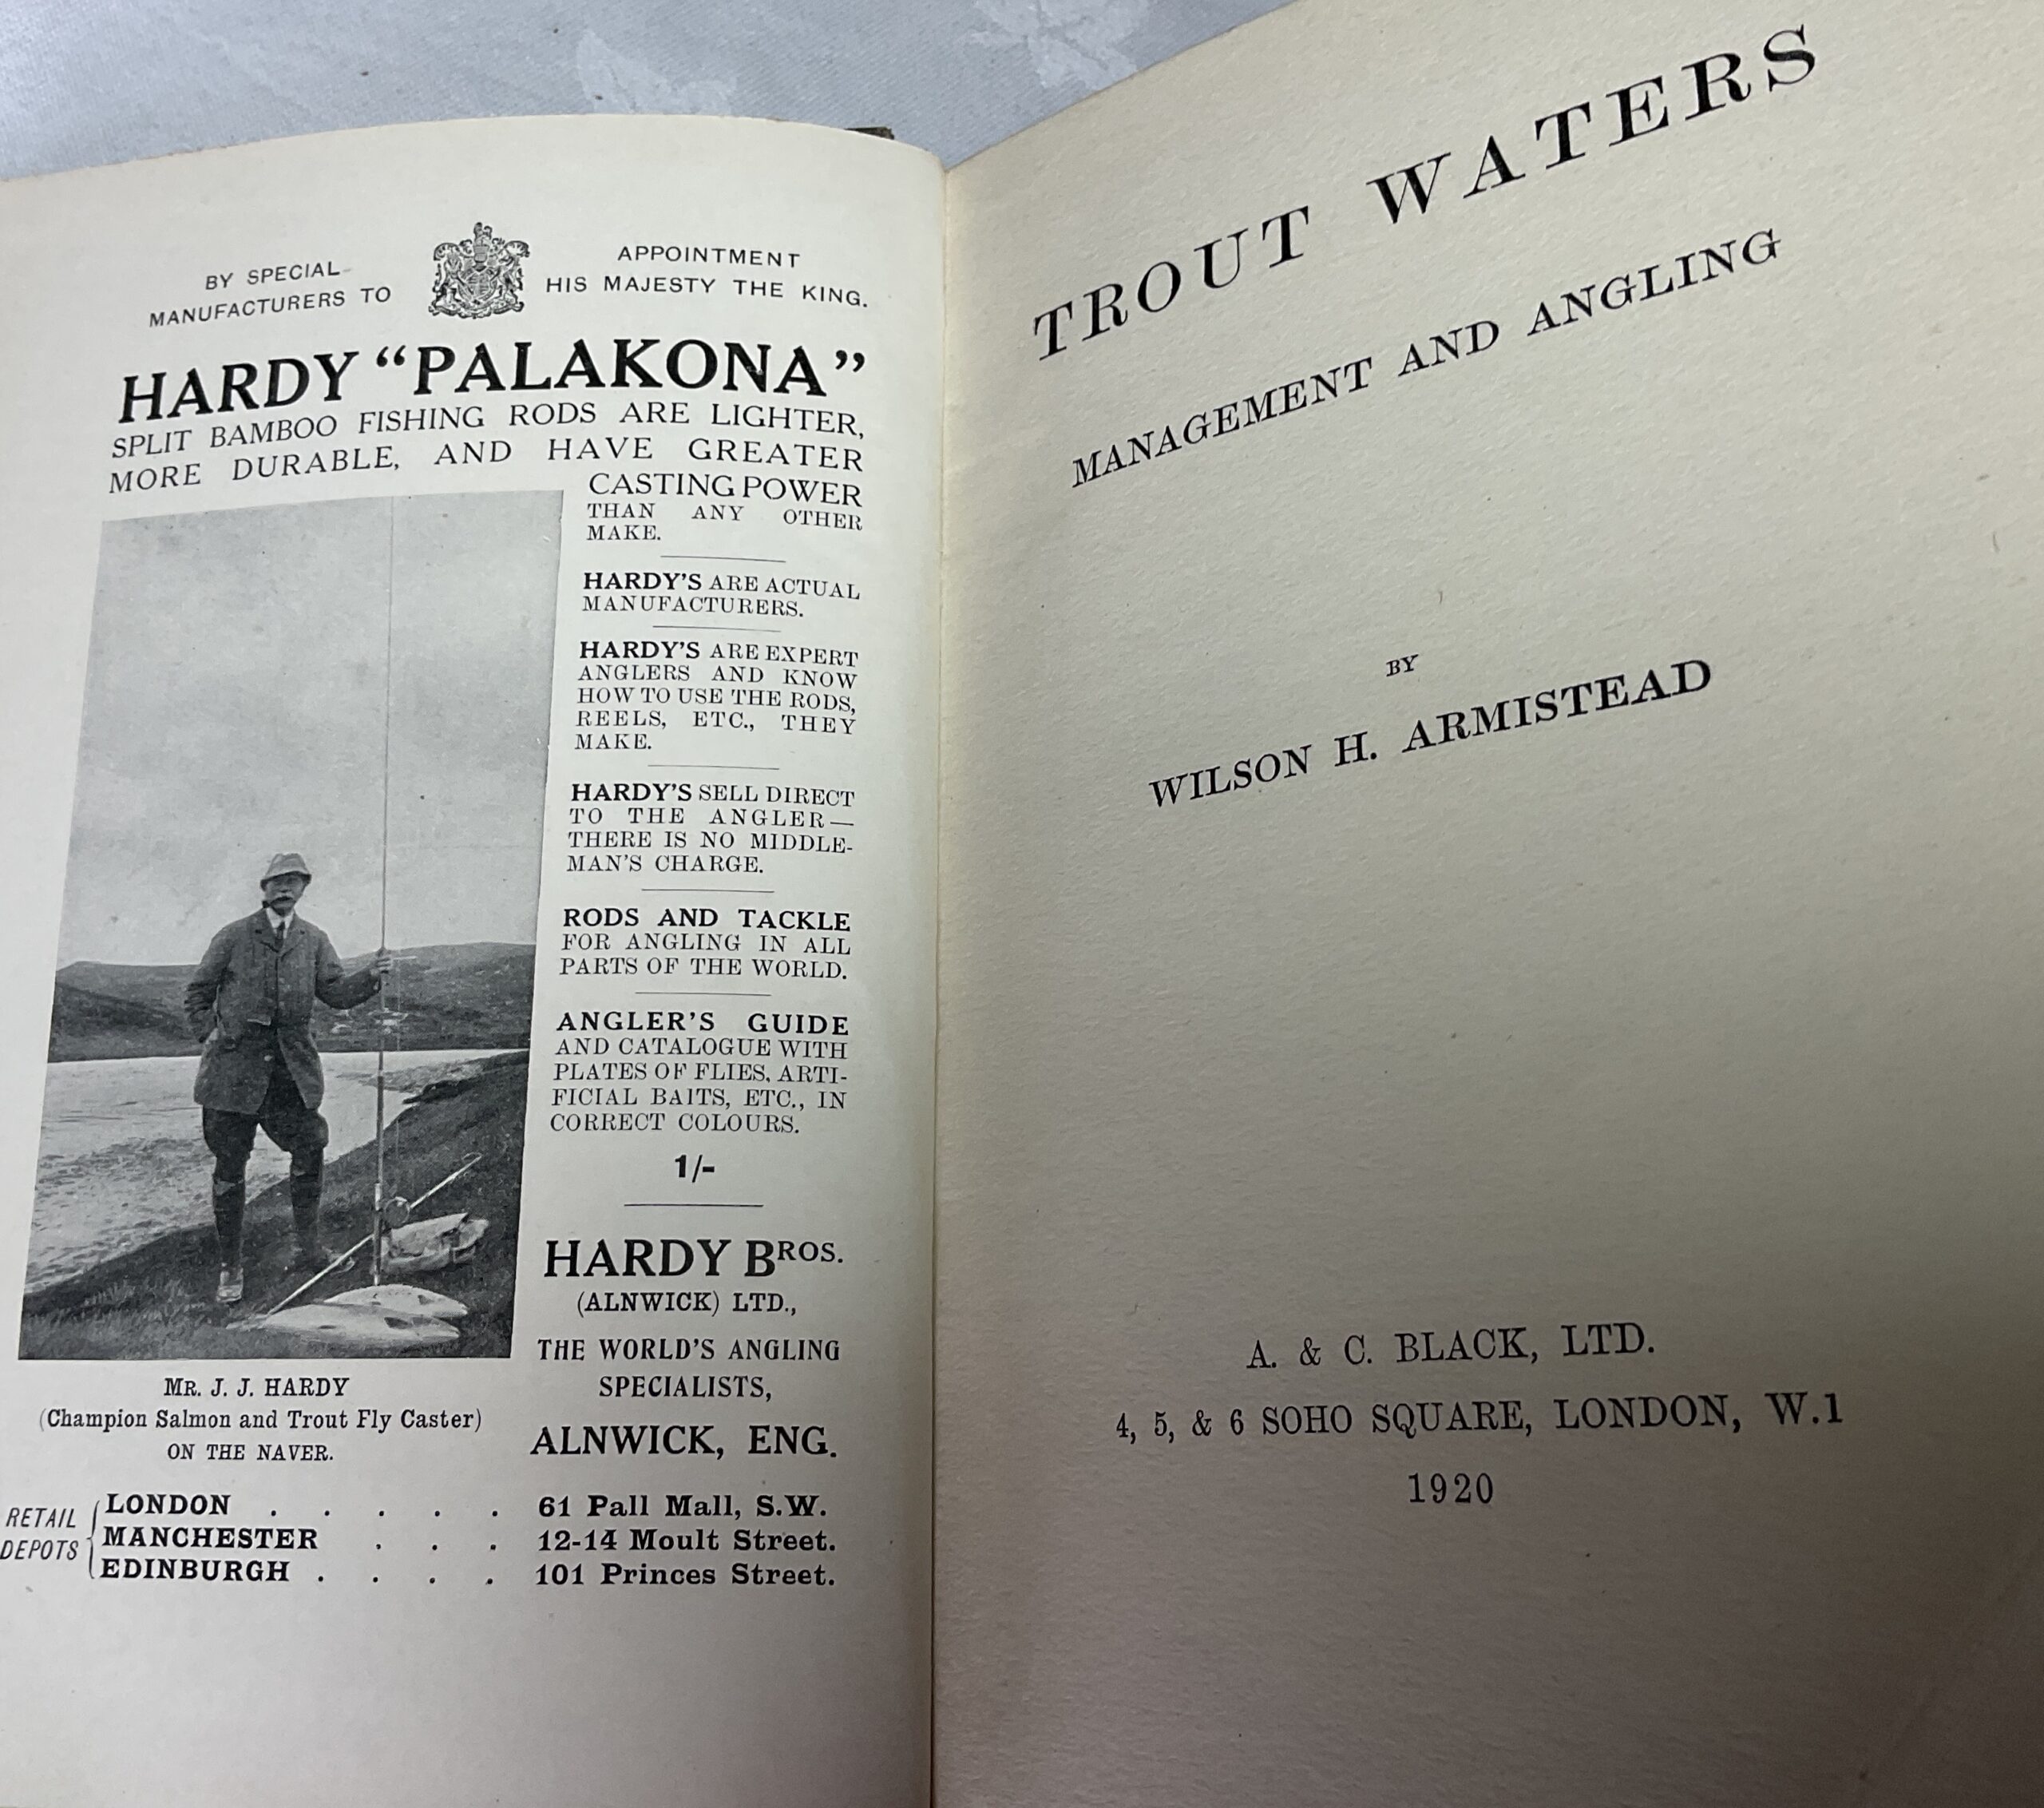 BY SPECIAL APPOINTMENT
MANUFACTURERS TO HIS MAJESTY THE KING.
HARDY "PALAKONA"
SPLIT BAMBOO FISHING RODS ARE LIGHTER,
MORE DURABLE, AND HAVE GREATER
CASTING POWER
THAN ANY OTHER
MAKE.
HARDY'S ARE ACTUAL
MANUFACTURERS.
HARDY'S ARE EXPERT
ANGLERS AND KNOW
HOW TO USE THE RODS,
REELS, ETC., THEY
MAKE.
HARDY'S SELL DIRECT
TO THE ANGLER—
THERE IS NO MIDDLE-
MAN'S CHARGE.
RODS AND TACKLE
FOR ANGLING IN ALL
PARTS OF THE WORLD.
ANGLER'S GUIDE
AND CATALOGUE WITH
PLATES OF FLIES, ARTI-
FICIAL BAITS, ETC., IN
CORRECT COLOURS.
1/-
HARDY BROS.
(ALNWICK) LTD.,
THE WORLD'S ANGLING
SPECIALISTS,
ALNWICK, ENG.
MR. J. J. HARDY
(Champion Salmon and Trout Fly Caster)
ON THE NAVER.
RETAIL DEPOTS
LONDON . . . . . 61 Pall Mall, S.W.
MANCHESTER . . . 12-14 Moult Street.
EDINBURGH . . . . 101 Princes Street.
TROUT WATERS
MANAGEMENT AND ANGLING
BY
WILSON H. ARMISTEAD
A. & C. BLACK, LTD.
4, 5, & 6 SOHO SQUARE, LONDON, W.1
1920